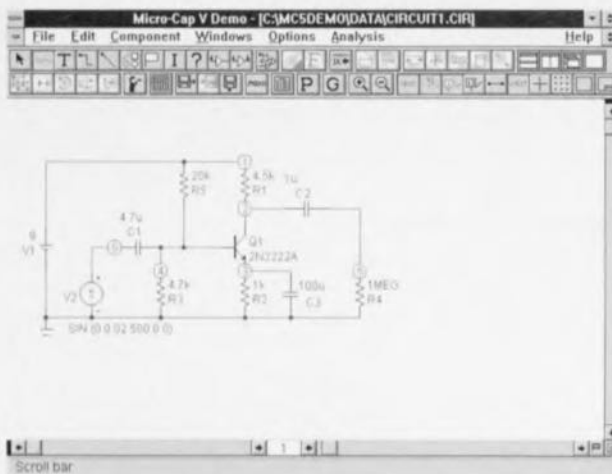 Micro-Cap V Demo - [C:\MC5DEMO\DATA\CIRCUIT1.CIR]
File Edit Component Windows Options Analysis Help
T I ?
P G
1
20k
R5
4.5k
R1
1u
C2
2
4.7u
C1
9
V1
Q1
2N2222A
4
4.7k
R3
V2
3
1k
R2
100u
C3
1MEG
R4
SIN (0 0.02 500 0 0)
1
Scroll bar